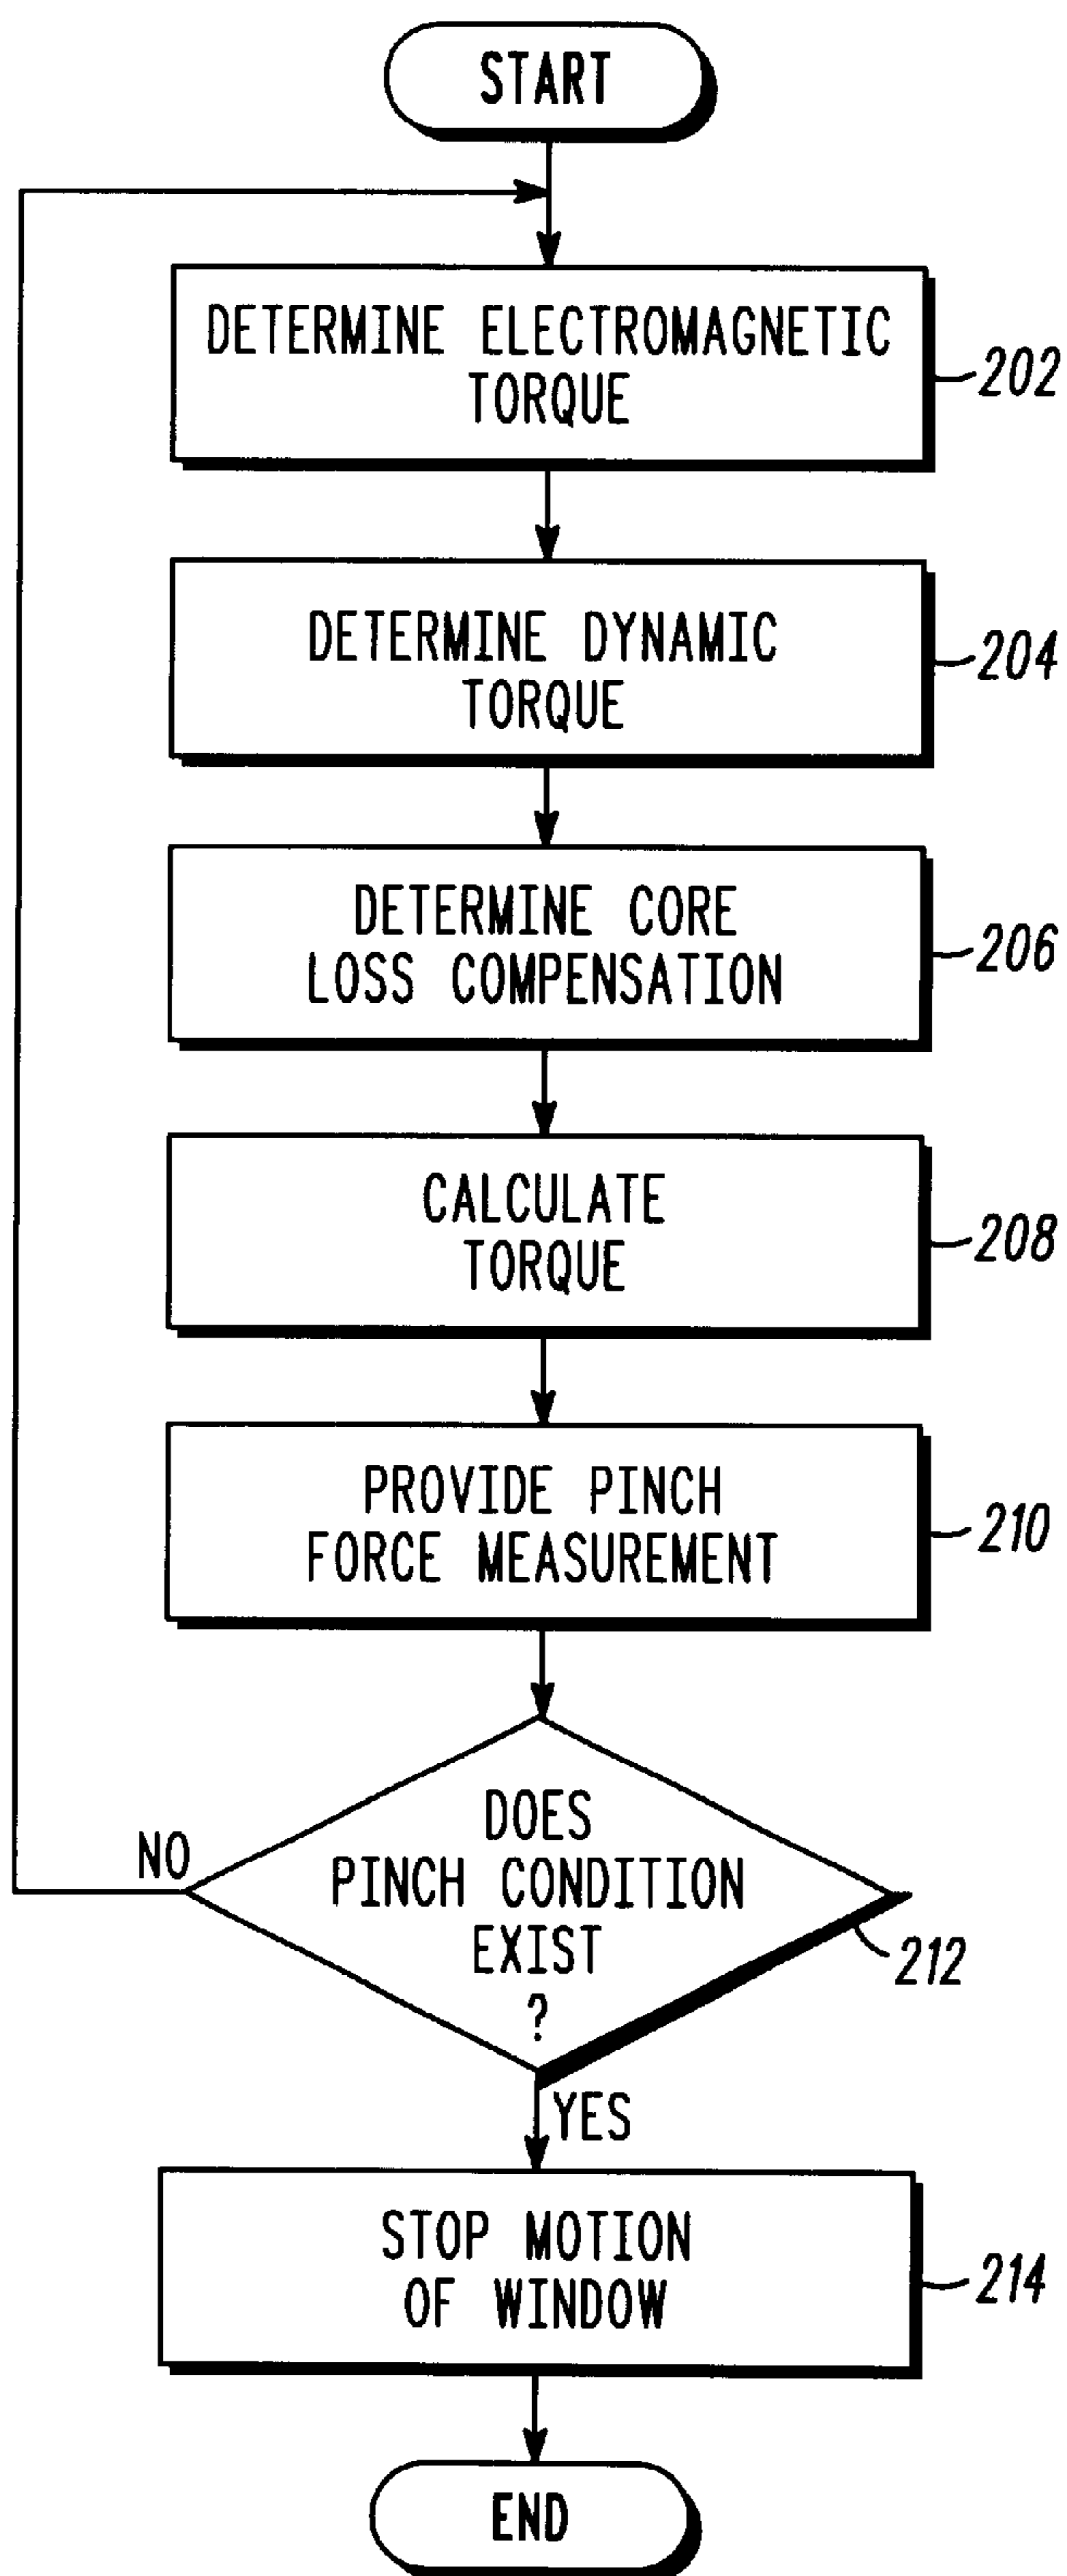 START
DETERMINE ELECTROMAGNETIC
TORQUE
202
DETERMINE DYNAMIC
TORQUE
204
DETERMINE CORE
LOSS COMPENSATION
206
CALCULATE
TORQUE
208
PROVIDE PINCH
FORCE MEASUREMENT
210
DOES
PINCH CONDITION
EXIST
?
NO
212
YES
STOP MOTION
OF WINDOW
214
END